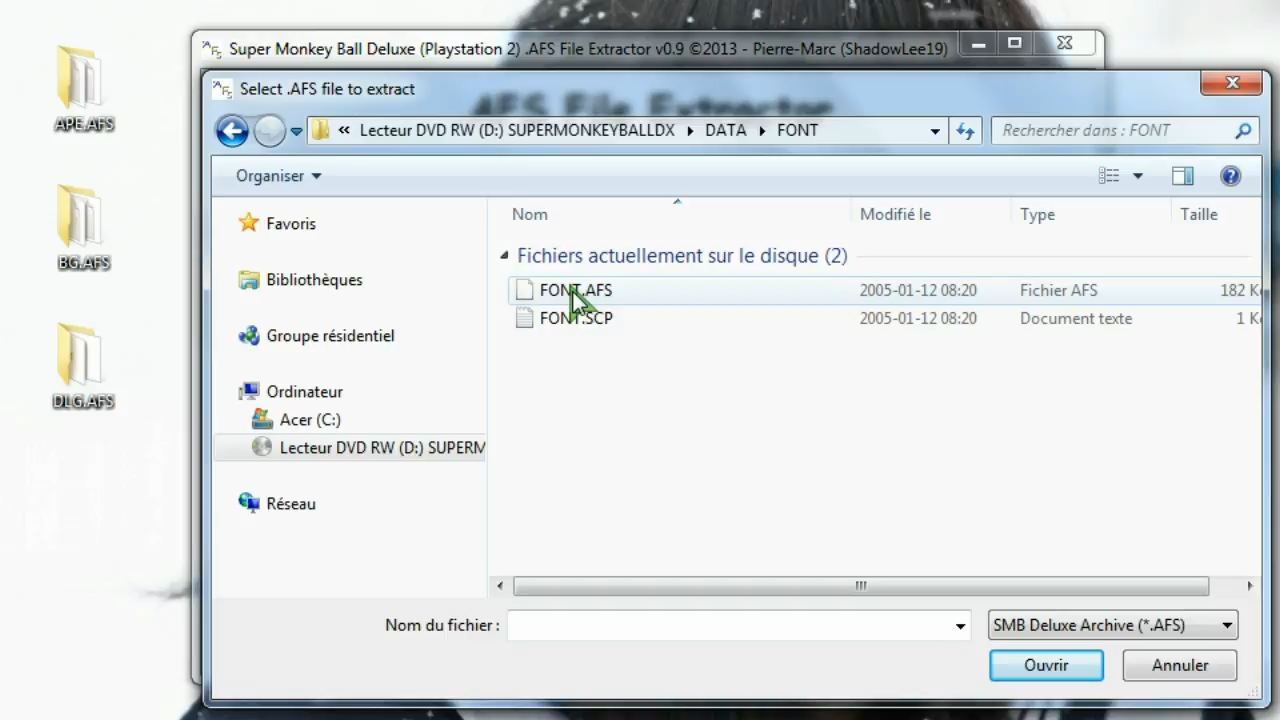 APE.AFS
BG.AFS
DLG.AFS
Super Monkey Ball Deluxe (Playstation 2) .AFS File Extractor v0.9 ©2013 - Pierre-Marc (ShadowLee19)
AFS File Extractor
Select .AFS file to extract
« Lecteur DVD RW (D:) SUPERMONKEYBALLDX ▸ DATA ▸ FONT
Rechercher dans : FONT
Organiser
Favoris
Bibliothèques
Groupe résidentiel
Ordinateur
Acer (C:)
Lecteur DVD RW (D:) SUPERM
Réseau
Nom Modifié le Type Taille
Fichiers actuellement sur le disque (2)
FONT.AFS 2005-01-12 08:20 Fichier AFS 182 K
FONT.SCP 2005-01-12 08:20 Document texte 1 K
Nom du fichier :
SMB Deluxe Archive (*.AFS)
Ouvrir Annuler